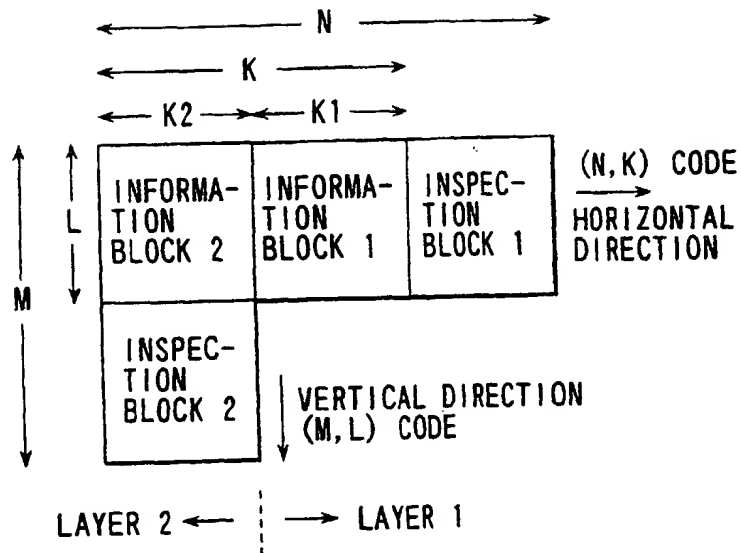 N
K
K2 K1
INFORMA-
TION
BLOCK 2
INFORMA-
TION
BLOCK 1
INSPEC-
TION
BLOCK 1
(N,K) CODE
HORIZONTAL
DIRECTION
L
M
INSPEC-
TION
BLOCK 2
VERTICAL DIRECTION
(M,L) CODE
LAYER 2 LAYER 1